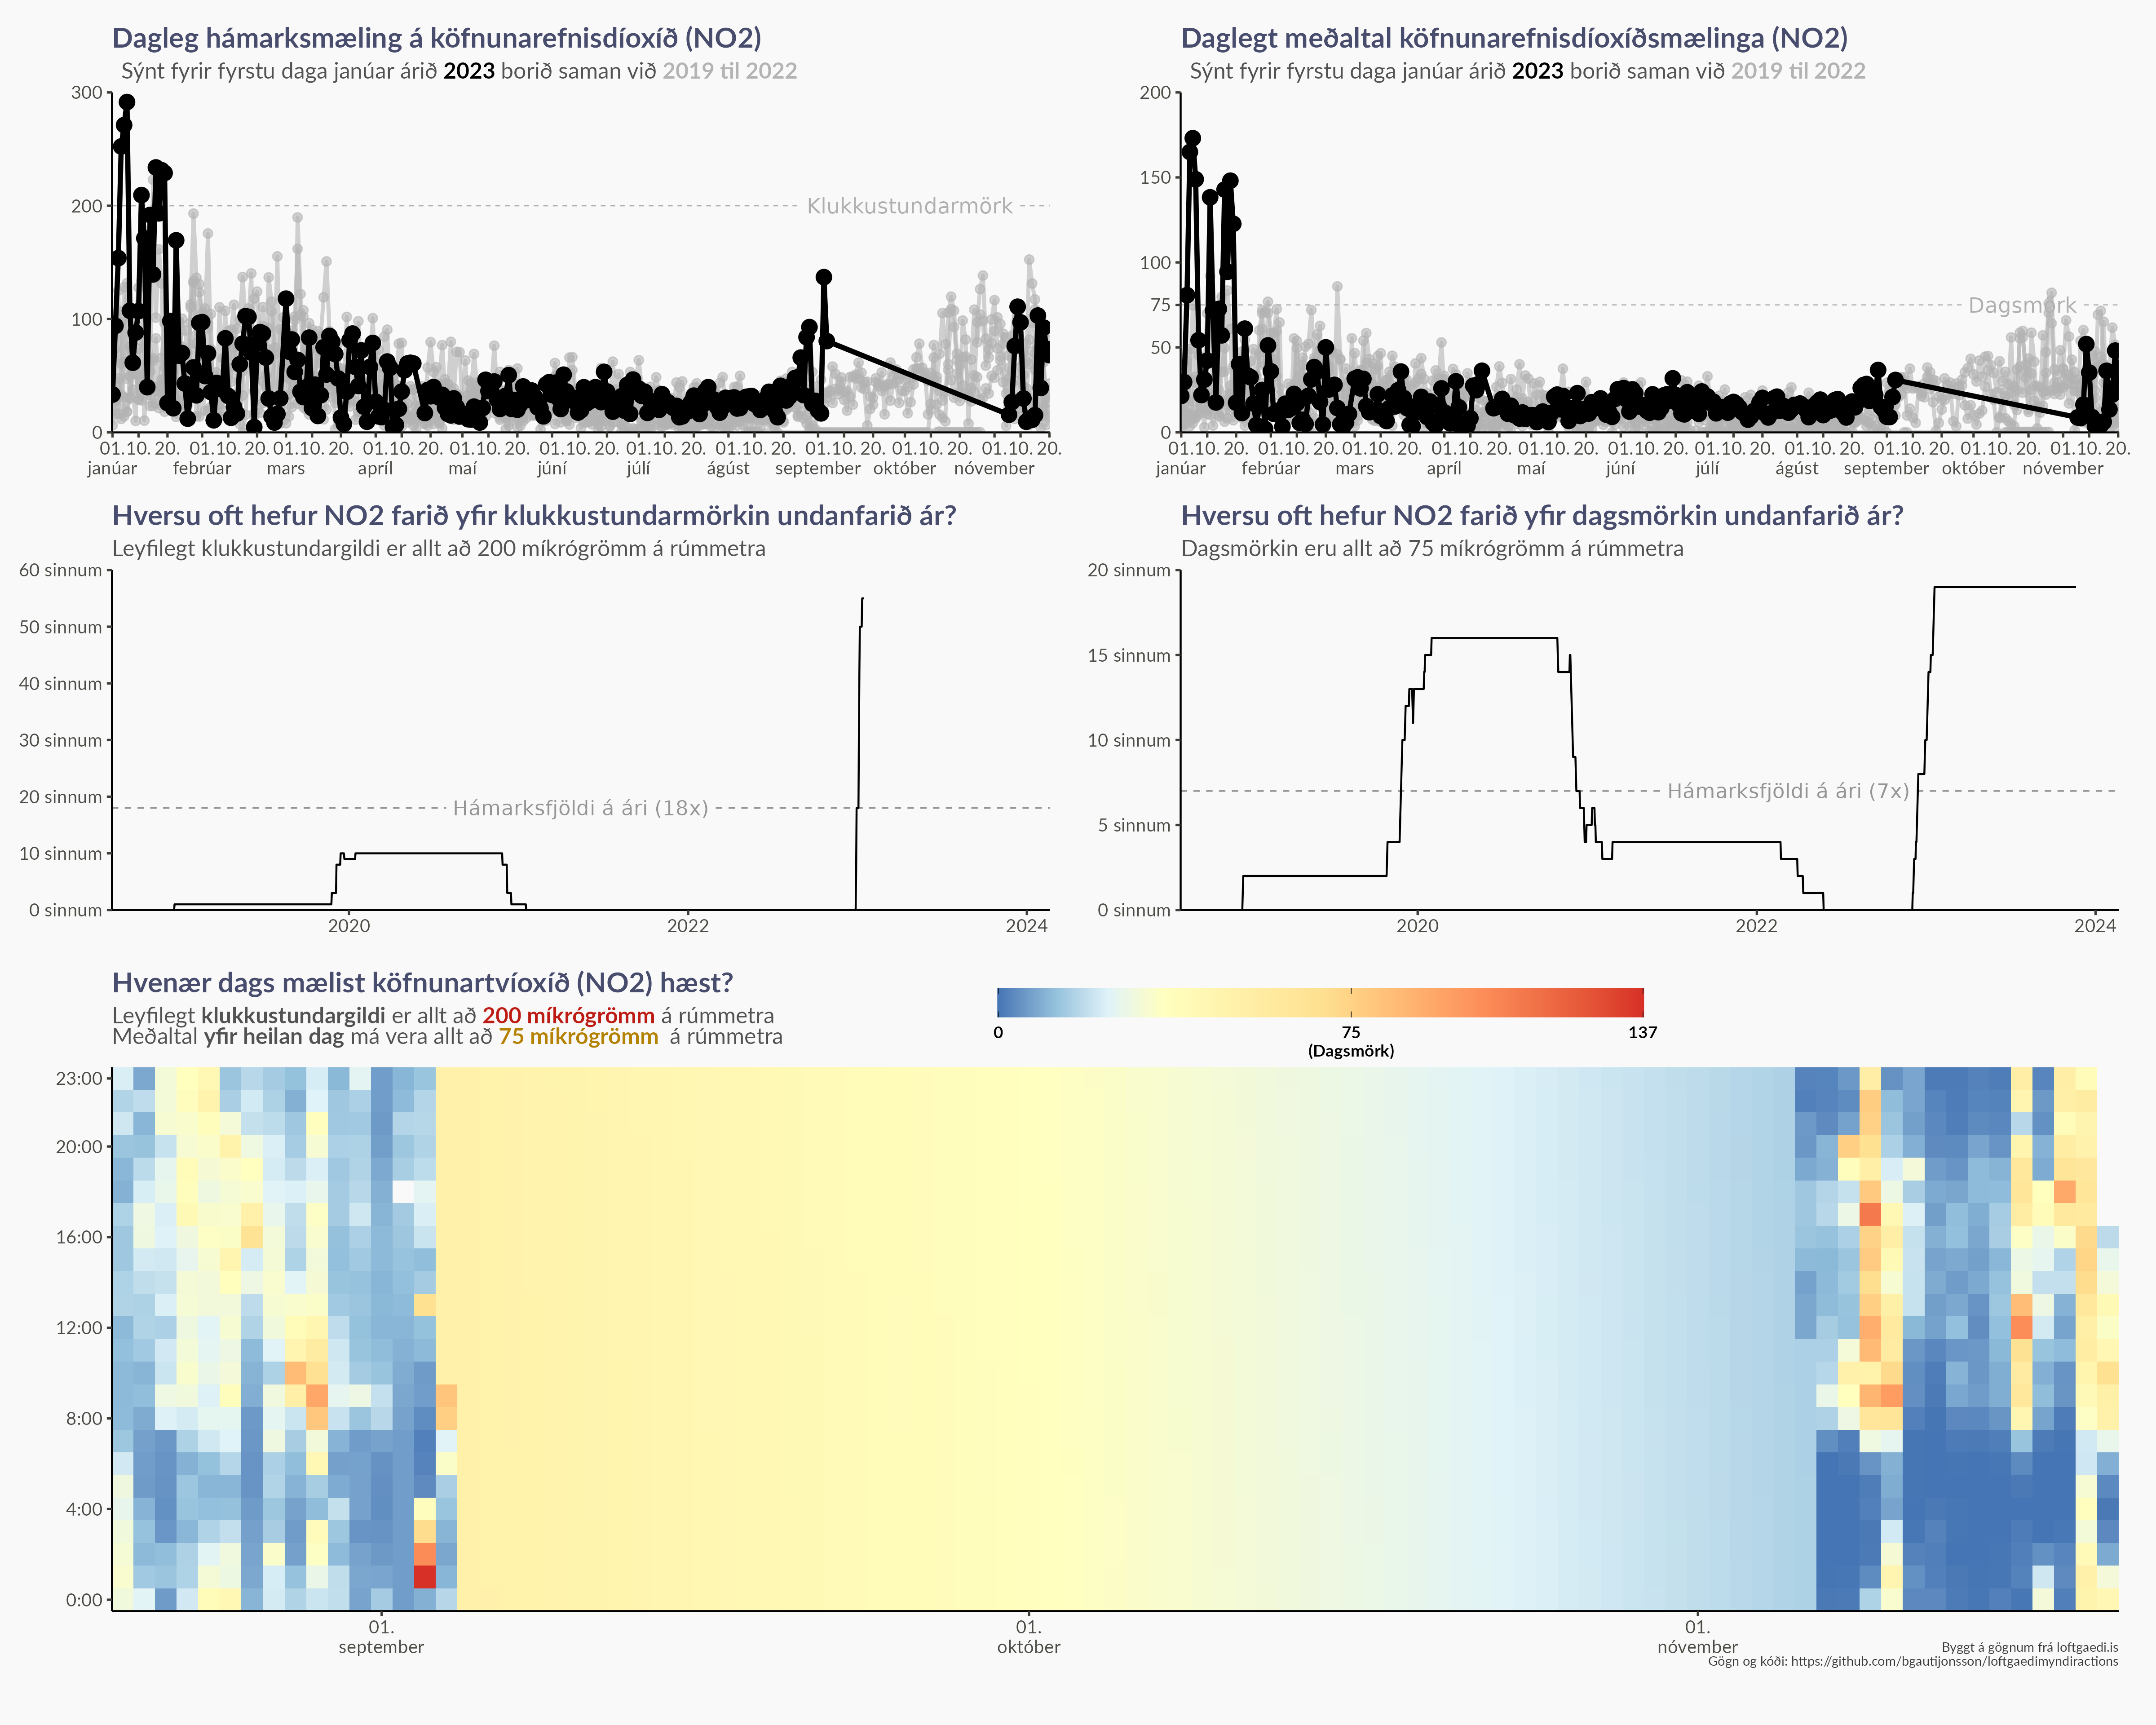 Dagleg hámarksmæling á köfnunarefnisdíoxíð (NO2)
Sýnt fyrir fyrstu daga janúar árið 2023 borið saman við 2019 til 2022
300
200
100
0
Klukkustundarmörk
01. 10. 20. 01. 10. 20. 01. 10. 20. 01. 10. 20. 01. 10. 20. 01. 10. 20. 01. 10. 20. 01. 10. 20. 01. 10. 20. 01. 10. 20. 01. 10. 20.
janúar febrúar mars apríl maí júní júlí ágúst september október nóvember
Daglegt meðaltal köfnunarefnisdíoxíðsmælinga (NO2)
Sýnt fyrir fyrstu daga janúar árið 2023 borið saman við 2019 til 2022
200
150
100
75
50
0
Dagsmörk
01. 10. 20. 01. 10. 20. 01. 10. 20. 01. 10. 20. 01. 10. 20. 01. 10. 20. 01. 10. 20. 01. 10. 20. 01. 10. 20. 01. 10. 20. 01. 10. 20.
janúar febrúar mars apríl maí júní júlí ágúst september október nóvember
Hversu oft hefur NO2 farið yfir klukkustundarmörkin undanfarið ár?
Leyfilegt klukkustundargildi er allt að 200 míkrógrömm á rúmmetra
60 sinnum
50 sinnum
40 sinnum
30 sinnum
20 sinnum
10 sinnum
0 sinnum
Hámarksfjöldi á ári (18x)
2020 2022 2024
Hversu oft hefur NO2 farið yfir dagsmörkin undanfarið ár?
Dagsmörkin eru allt að 75 míkrógrömm á rúmmetra
20 sinnum
15 sinnum
10 sinnum
5 sinnum
0 sinnum
Hámarksfjöldi á ári (7x)
2020 2022 2024
Hvenær dags mælist köfnunartvíoxíð (NO2) hæst?
Leyfilegt klukkustundargildi er allt að 200 míkrógrömm á rúmmetra
Meðaltal yfir heilan dag má vera allt að 75 míkrógrömm á rúmmetra
0 75 137
(Dagsmörk)
23:00
20:00
16:00
12:00
8:00
4:00
0:00
01. 01. 01.
september október nóvember
Byggt á gögnum frá loftgaedi.is
Gögn og kóði: https://github.com/bgautijonsson/loftgaedimyndiractions